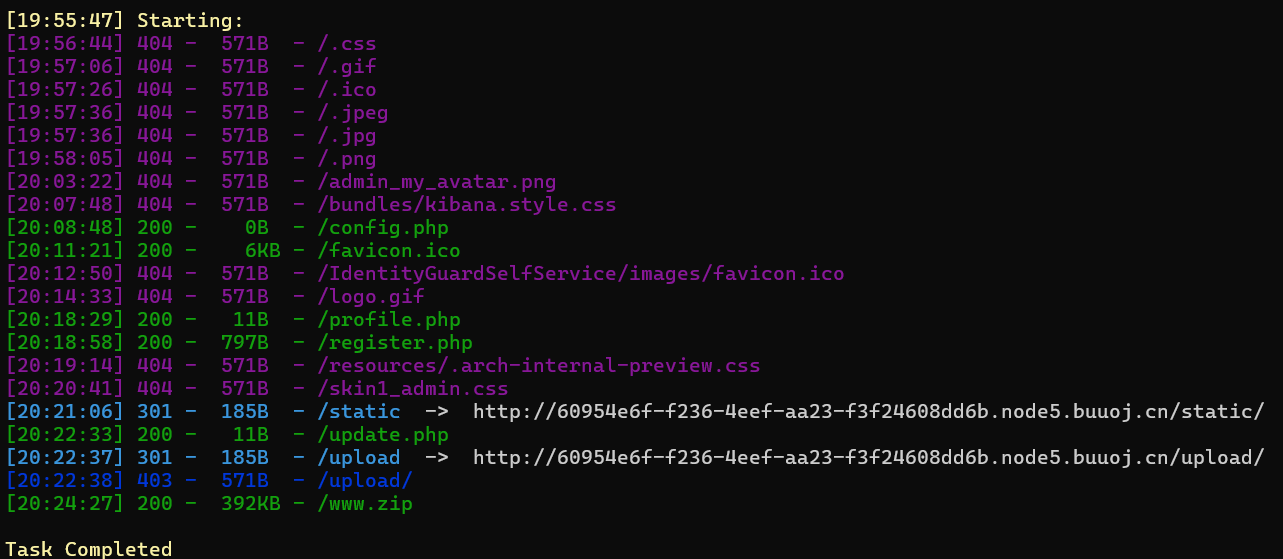 [19:55:47] Starting:
[19:56:44] 404 -  571B  - /.css
[19:57:06] 404 -  571B  - /.gif
[19:57:26] 404 -  571B  - /.ico
[19:57:36] 404 -  571B  - /.jpeg
[19:57:36] 404 -  571B  - /.jpg
[19:58:05] 404 -  571B  - /.png
[20:03:22] 404 -  571B  - /admin_my_avatar.png
[20:07:48] 404 -  571B  - /bundles/kibana.style.css
[20:08:48] 200 -    0B  - /config.php
[20:11:21] 200 -    6KB - /favicon.ico
[20:12:50] 404 -  571B  - /IdentityGuardSelfService/images/favicon.ico
[20:14:33] 404 -  571B  - /logo.gif
[20:18:29] 200 -   11B  - /profile.php
[20:18:58] 200 -  797B  - /register.php
[20:19:14] 404 -  571B  - /resources/.arch-internal-preview.css
[20:20:41] 404 -  571B  - /skin1_admin.css
[20:21:06] 301 -  185B  - /static  ->  http://60954e6f-f236-4eef-aa23-f3f24608dd6b.node5.buuoj.cn/static/
[20:22:33] 200 -   11B  - /update.php
[20:22:37] 301 -  185B  - /upload  ->  http://60954e6f-f236-4eef-aa23-f3f24608dd6b.node5.buuoj.cn/upload/
[20:22:38] 403 -  571B  - /upload/
[20:24:27] 200 -  392KB - /www.zip
Task Completed